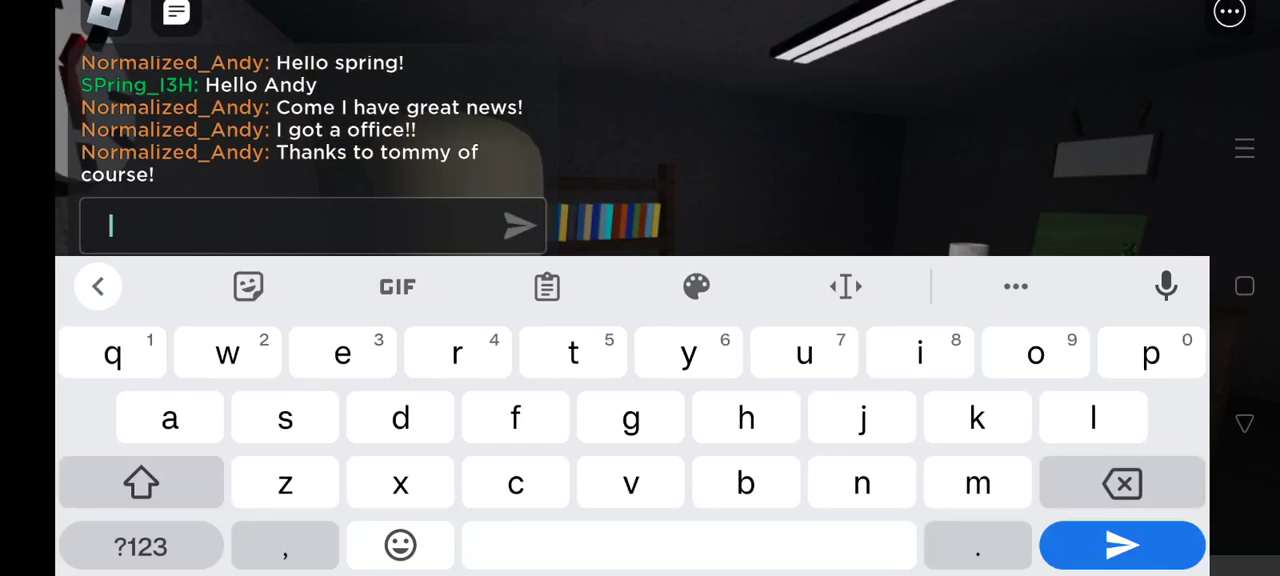 Normalized_Andy: Hello spring!
SPring_I3H: Hello Andy
Normalized_Andy: Come I have great news!
Normalized_Andy: I got a office!!
Normalized_Andy: Thanks to tommy of
course!
GIF
q 1 w 2 e 3 r 4 t 5 y 6 u 7 i 8 o 9 p 0
a s d f g h j k l
z x c v b n m
?123 , .